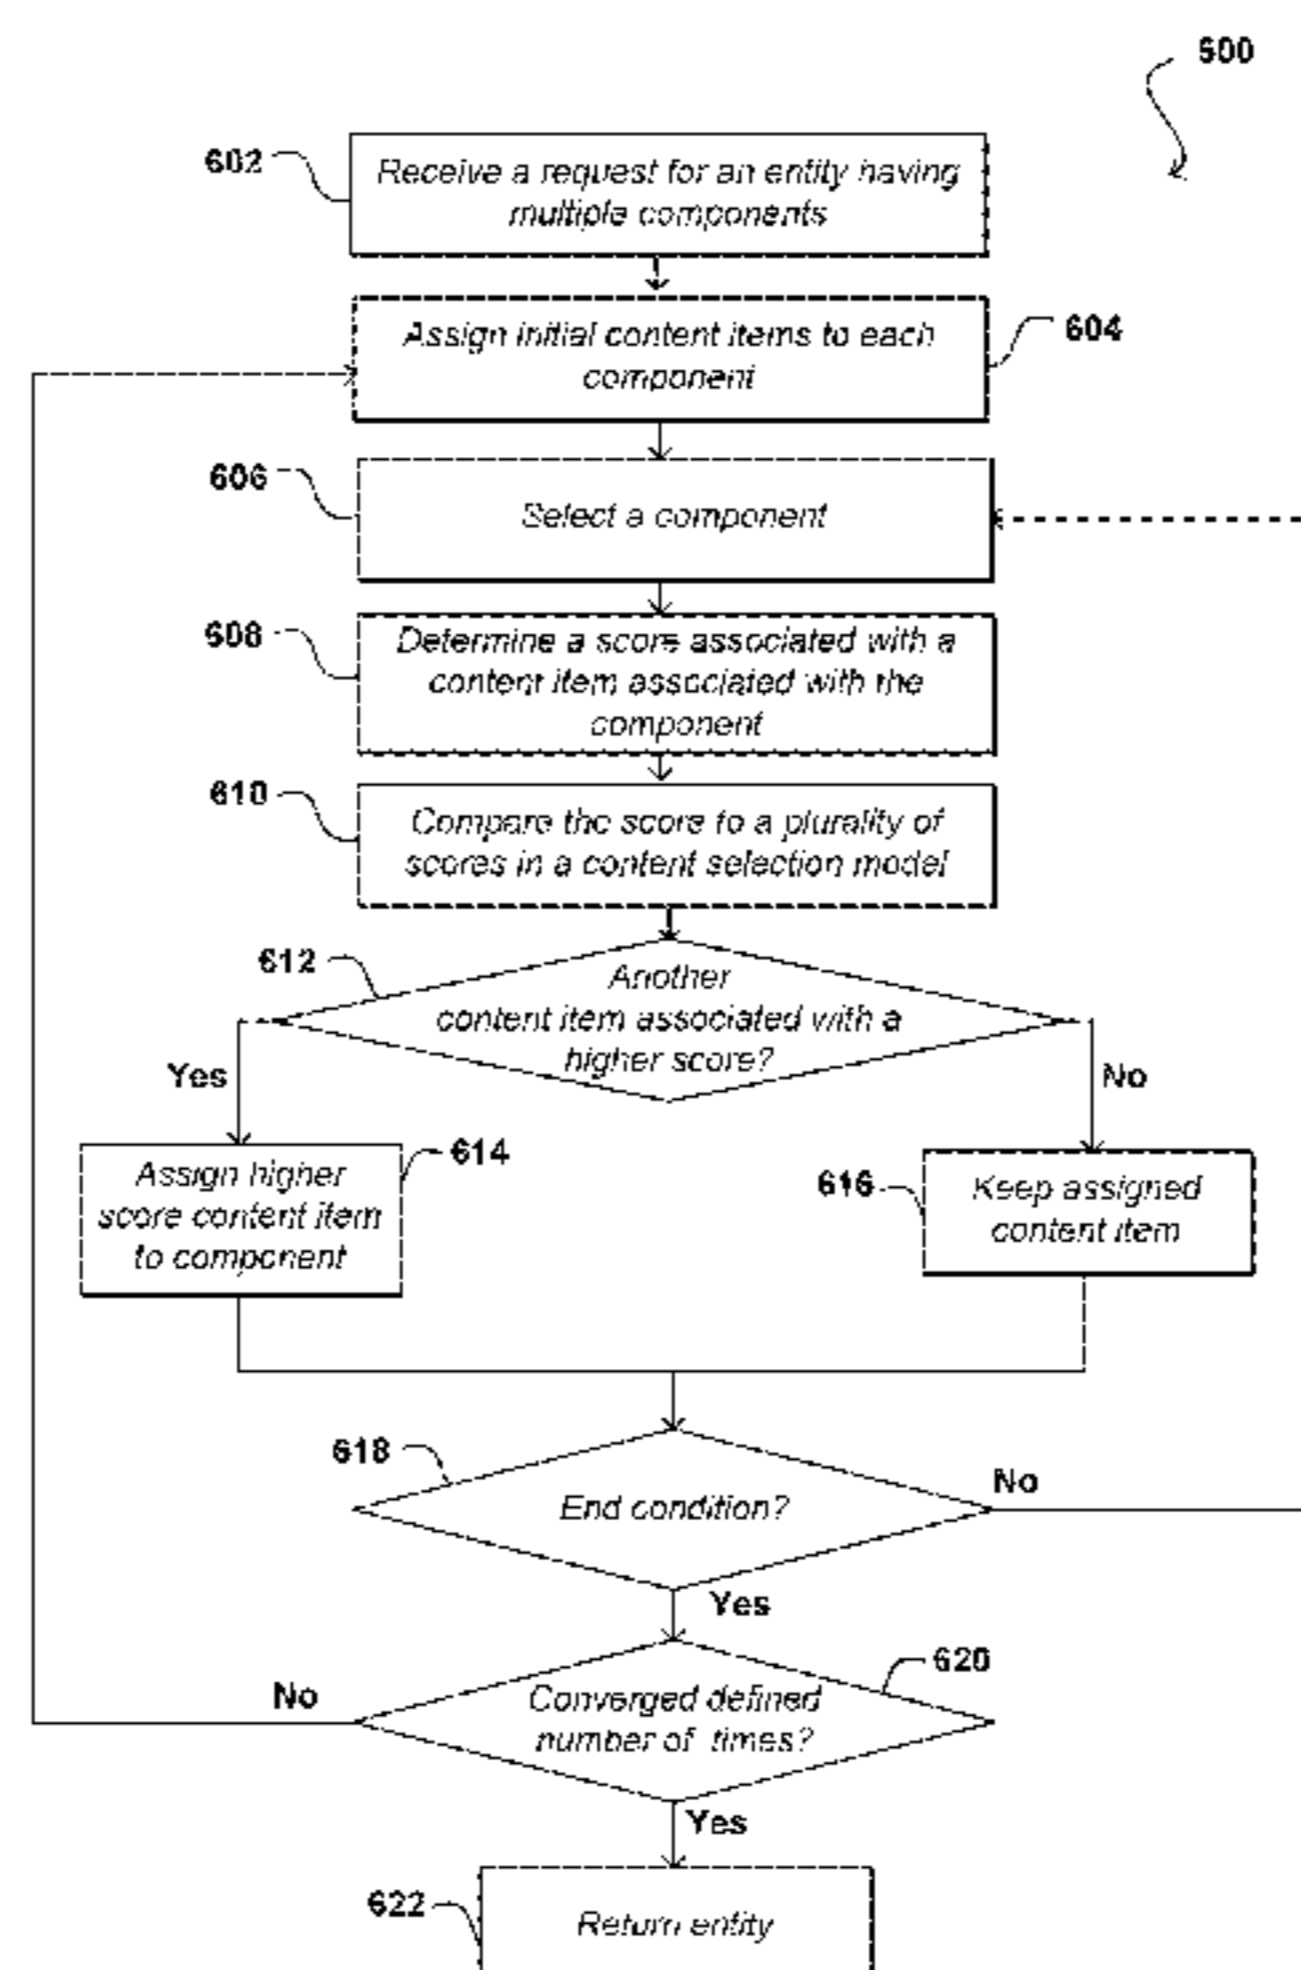 600
602
Receive a request for an entity having
multiple components
Assign initial content items to each
component
604
606
Select a component
608
Determine a score associated with a
content item associated with the
component
610
Compare the score to a plurality of
scores in a content selection model
612
Another
content item associated with a
higher score?
Yes
No
Assign higher
score content item
to component
614
616
Keep assigned
content item
618
End condition?
No
Yes
620
Converged defined
number of times?
No
Yes
622
Return entity